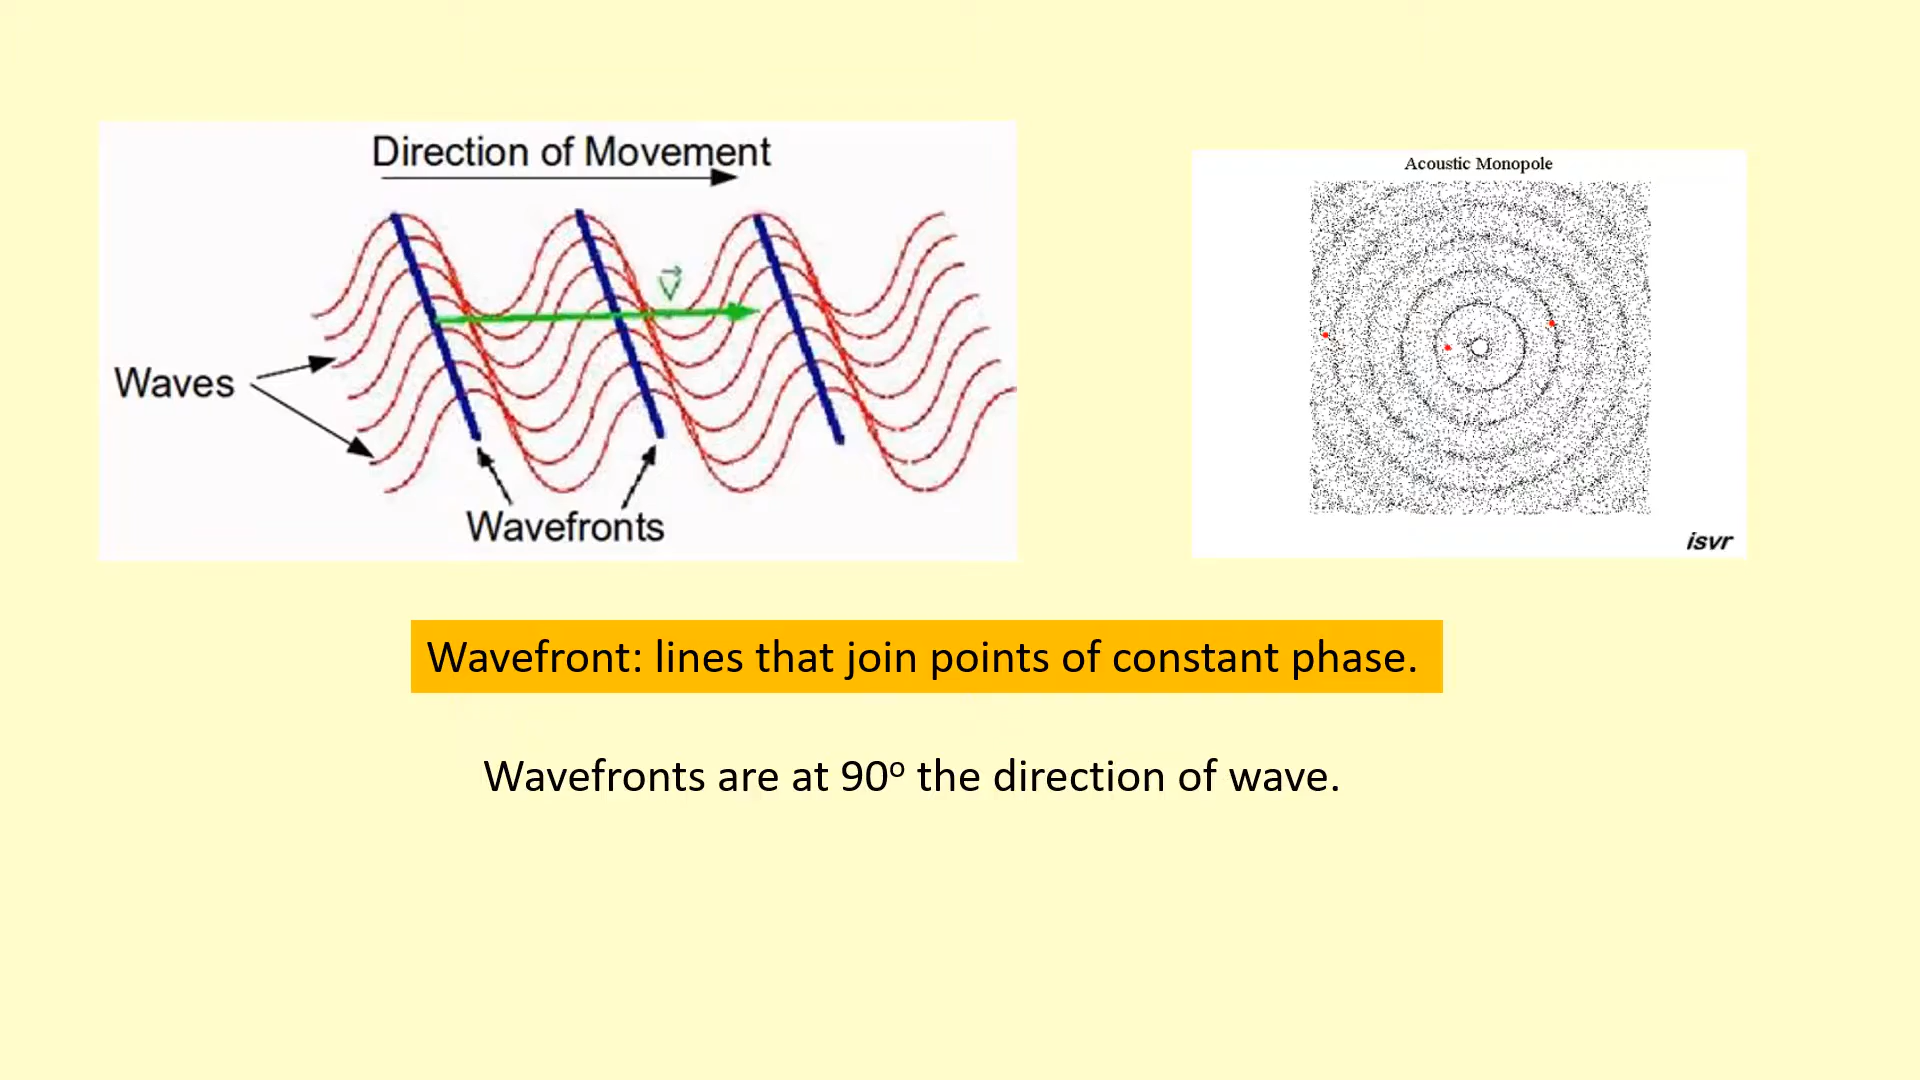 Direction of Movement
V
Waves
Wavefronts
Acoustic Monopole
isvr
Wavefront: lines that join points of constant phase.
Wavefronts are at 90º the direction of wave.